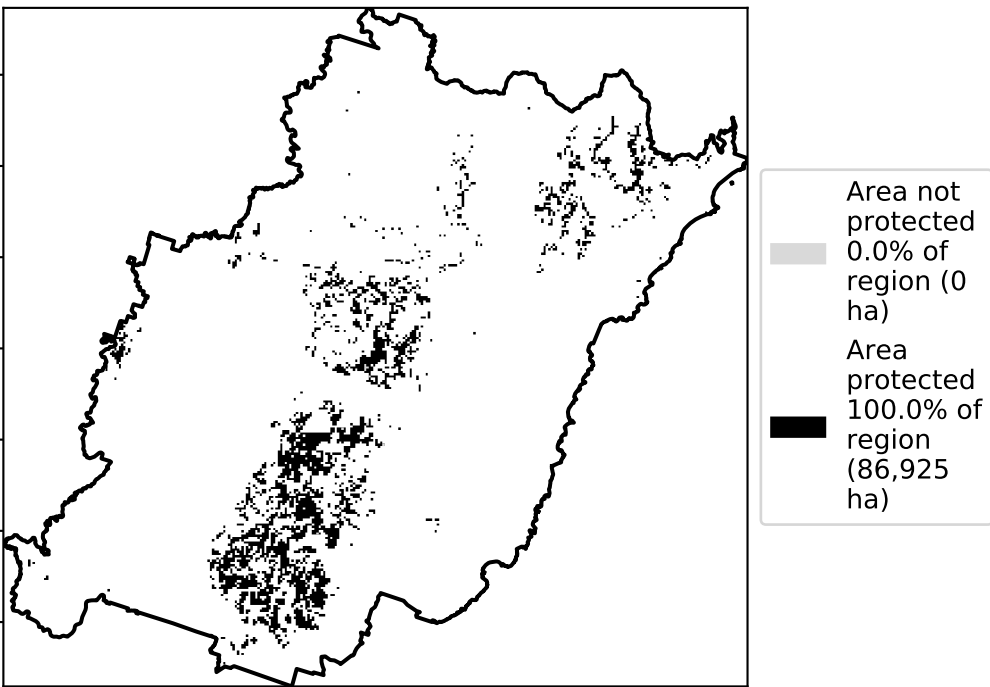 Area not
protected
0.0% of
region (0
ha)
Area
protected
100.0% of
region
(86,925
ha)